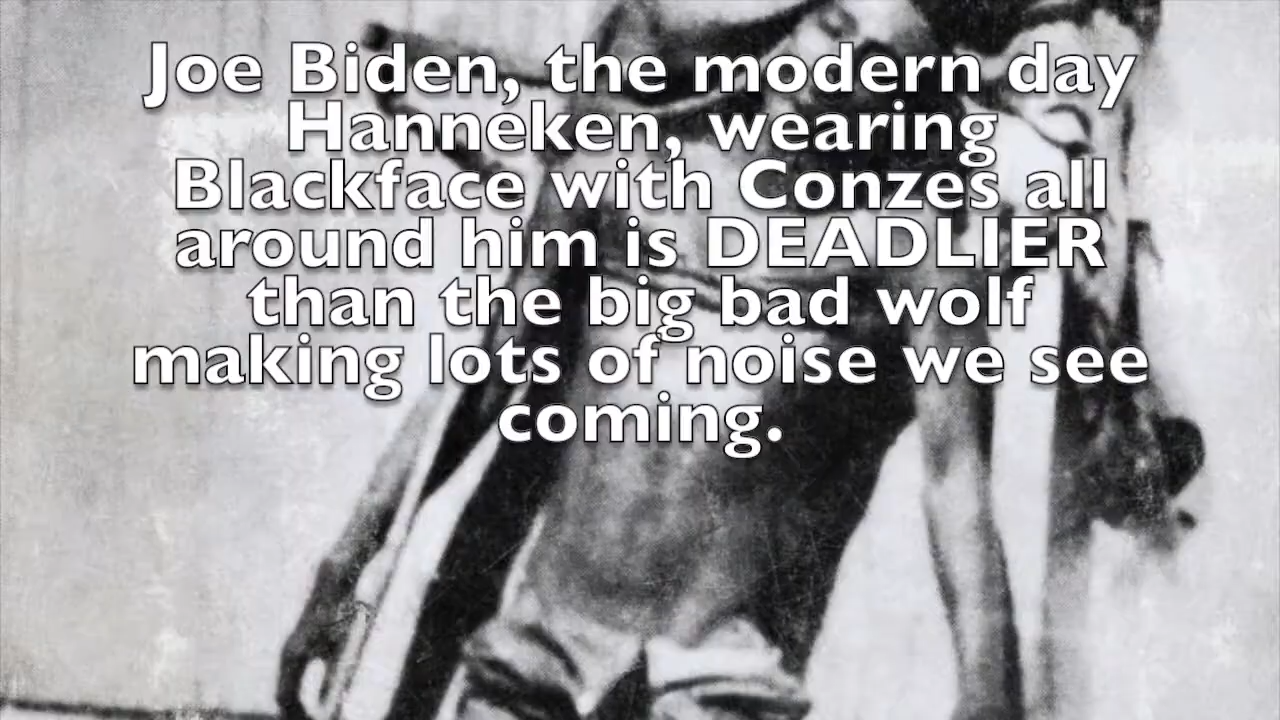 Joe Biden, the modern day
Hanneken, wearing
Blackface with Conzes all
around him is DEADLIER
than the big bad wolf
making lots of noise we see
coming.